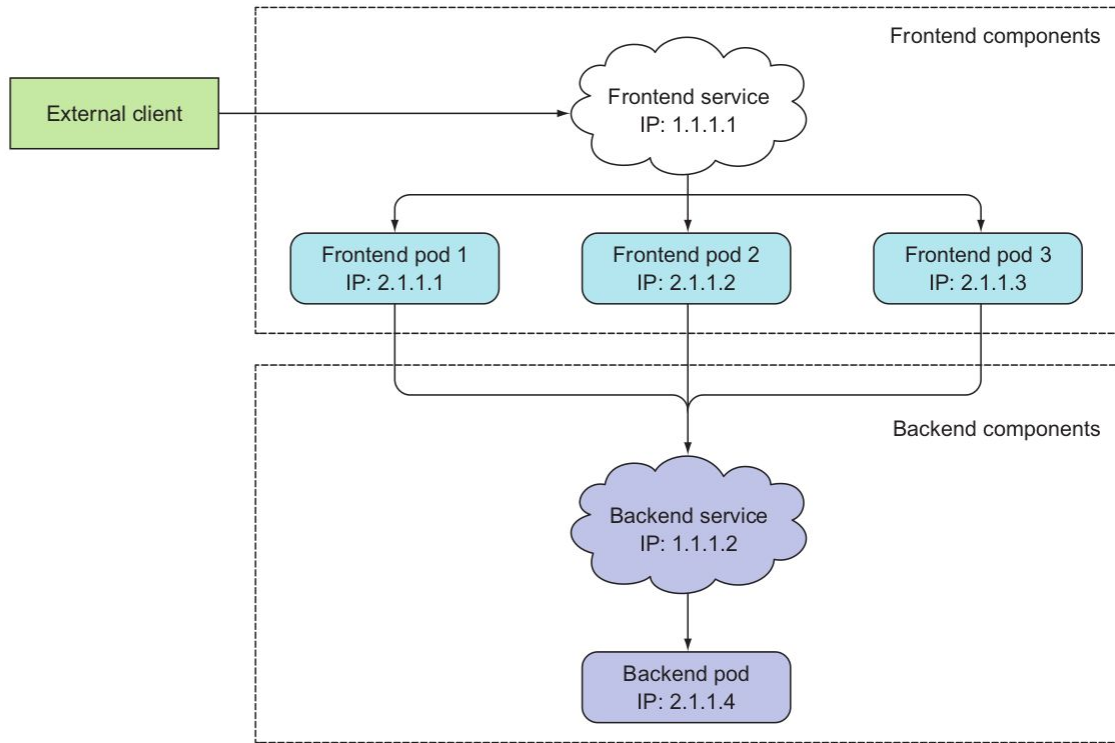 Frontend components
External client
Frontend service
IP: 1.1.1.1
Frontend pod 1
IP: 2.1.1.1
Frontend pod 2
IP: 2.1.1.2
Frontend pod 3
IP: 2.1.1.3
Backend components
Backend service
IP: 1.1.1.2
Backend pod
IP: 2.1.1.4